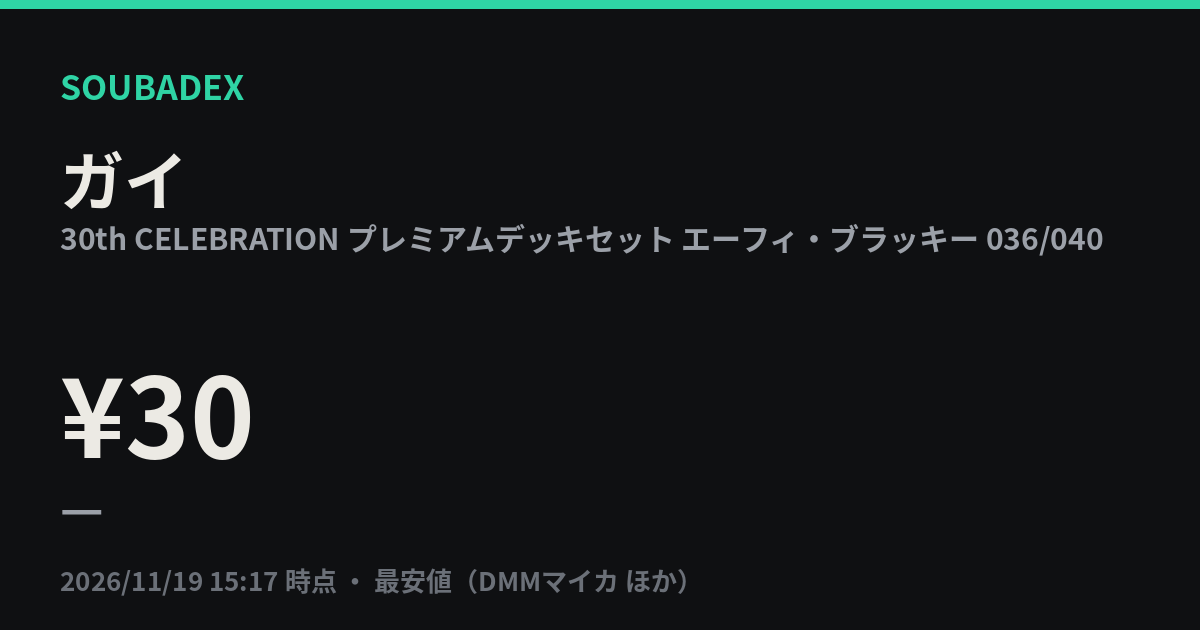 SOUBADEX
ガイ
30th CELEBRATION プレミアムデッキセット エーフィ・ブラッキー 036/040
¥30
—
2026/11/19 15:17 時点 ・ 最安値（DMMマイカ ほか）